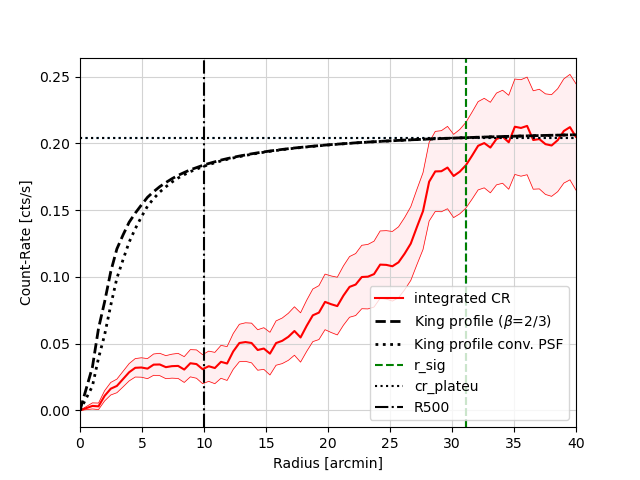 0.25
0.20
0.15
0.10
0.05
0.00
Count-Rate [cts/s]
integrated CR
King profile (β=2/3)
King profile conv. PSF
r_sig
cr_plateu
R500
0 5 10 15 20 25 30 35 40
Radius [arcmin]